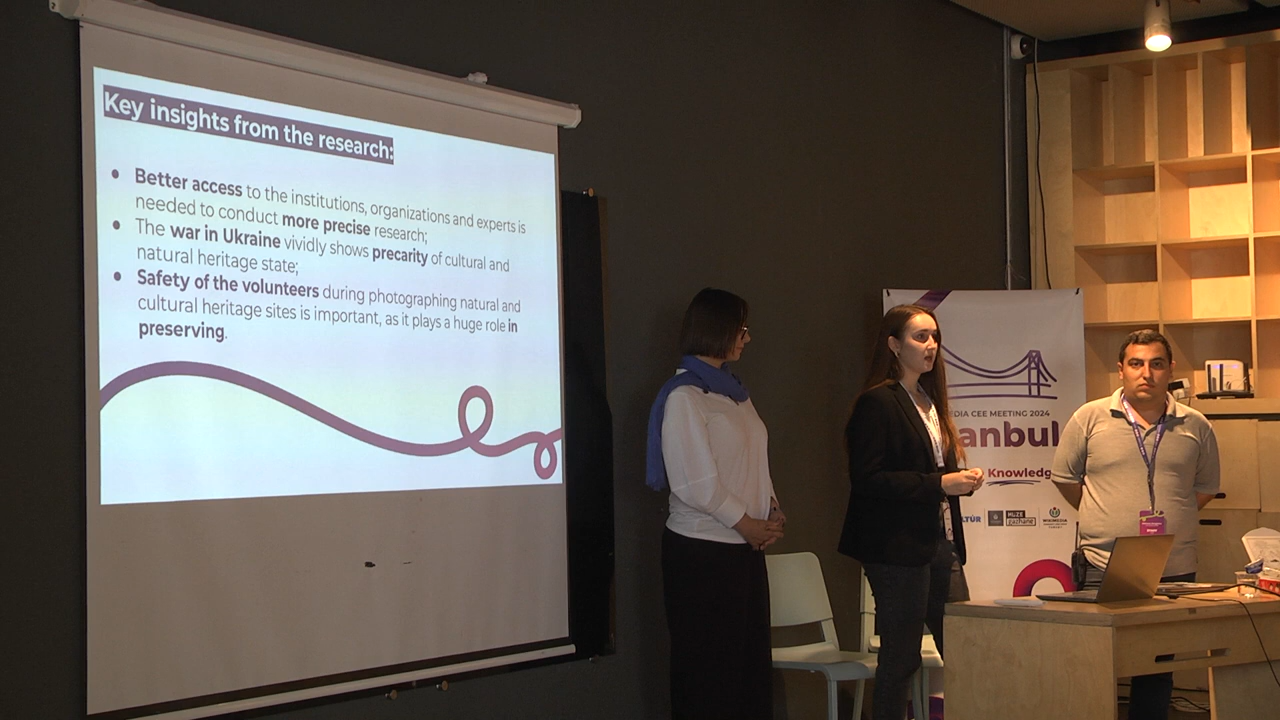 Key insights from the research:
• Better access to the institutions, organizations and experts is
needed to conduct more precise research;
• The war in Ukraine vividly shows precarity of cultural and
natural heritage state;
• Safety of the volunteers during photographing natural and
cultural heritage sites is important, as it plays a huge role in
preserving.
DIA CEE MEETING 2024
anbul
Knowledg
LTÜR
MÜZE
gazhane
WIKIMEDIA